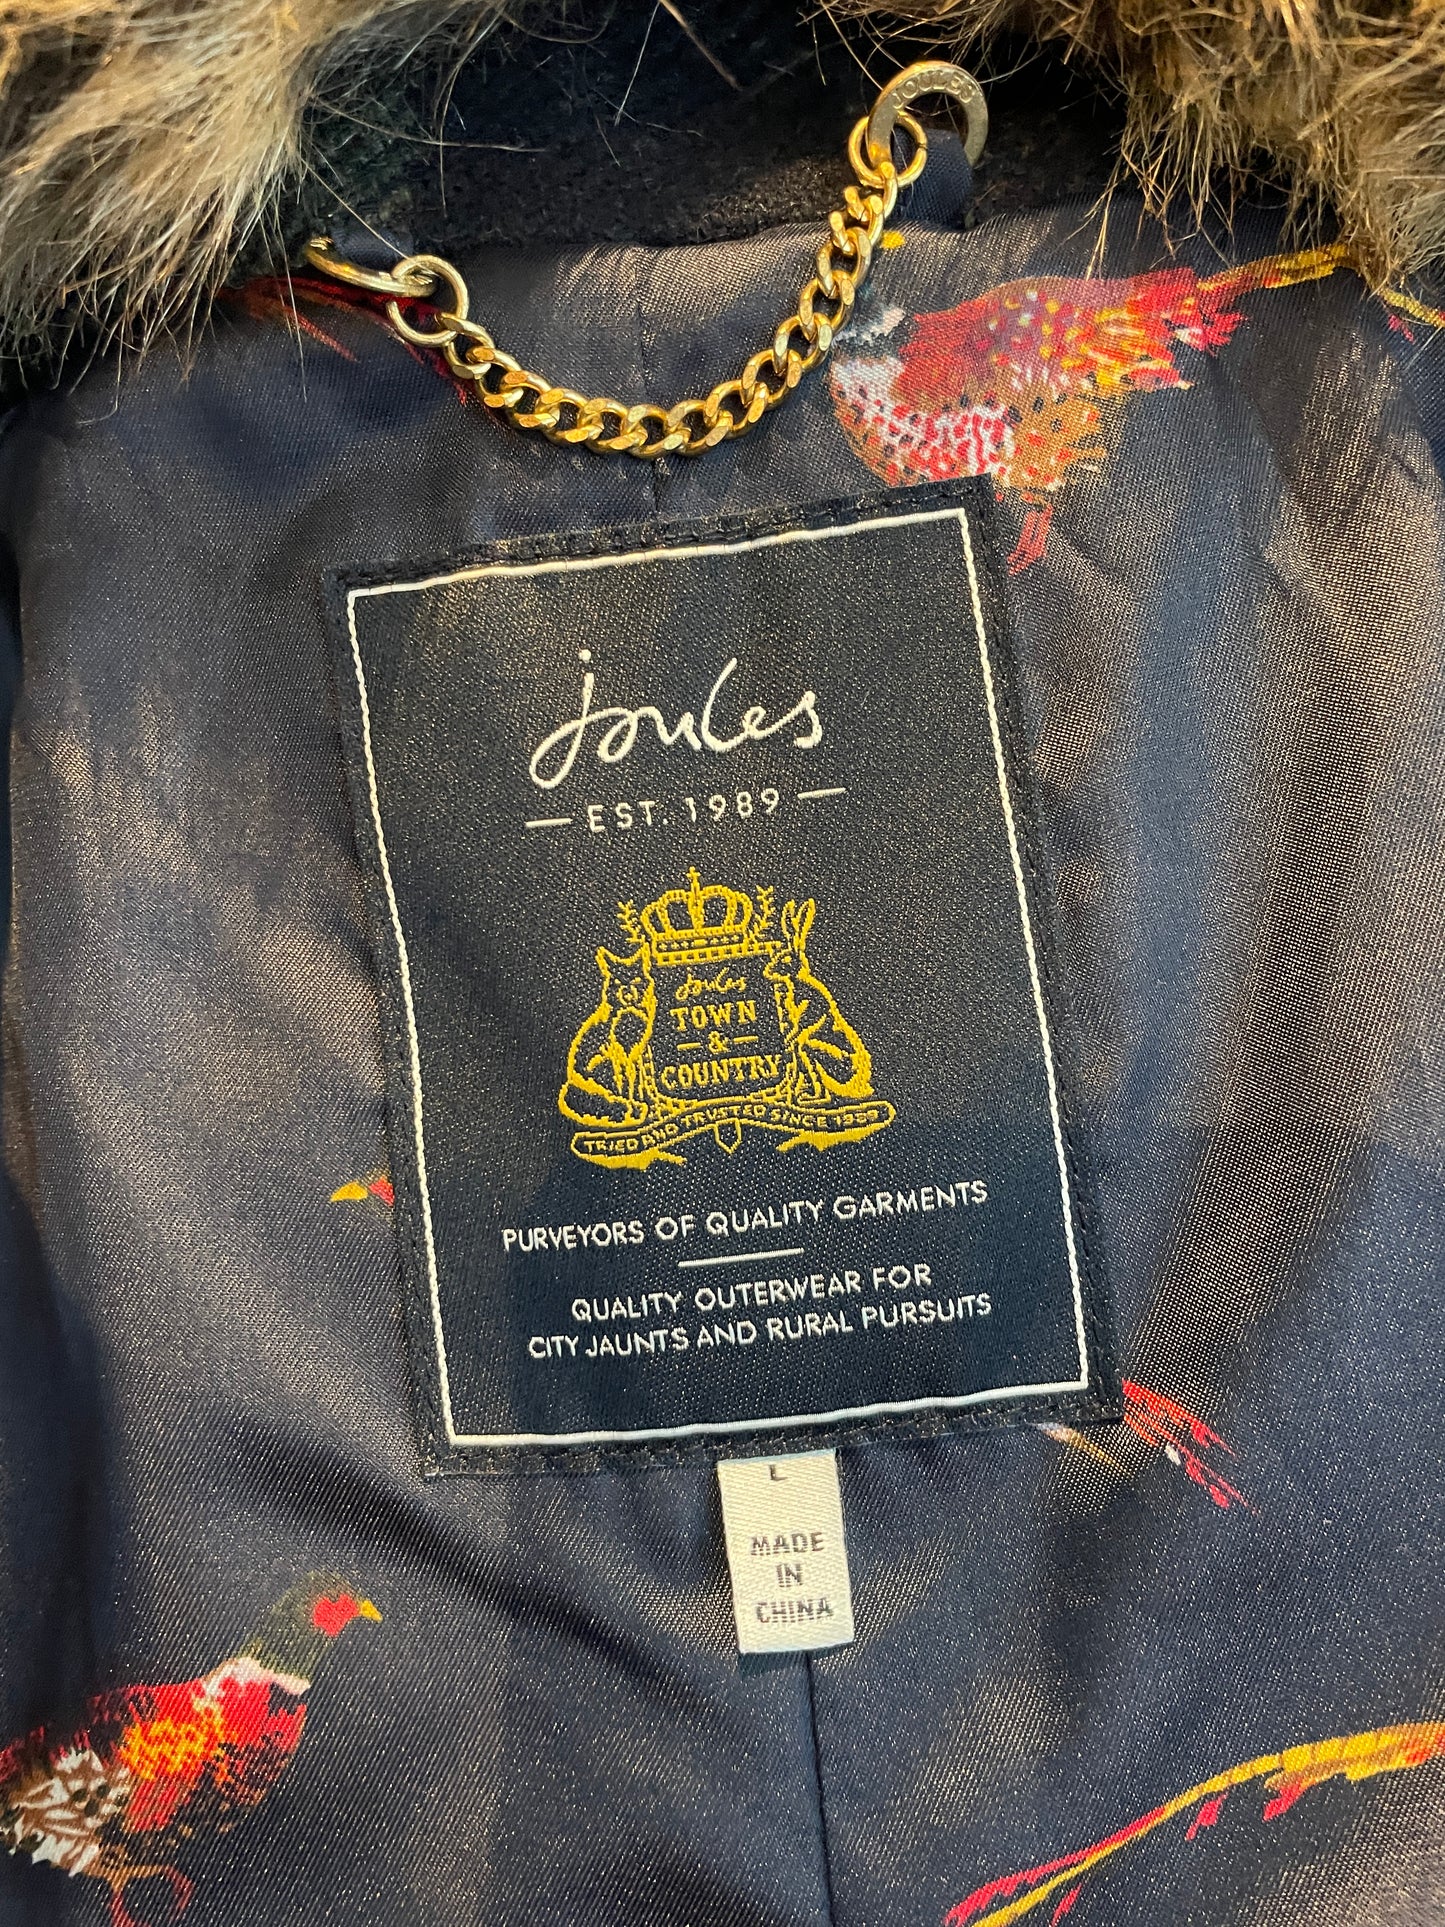 Joules
Joules
EST. 1989
Joules
TOWN
&
COUNTRY
TRIED AND TRUSTED SINCE 1989
PURVEYORS OF QUALITY GARMENTS
QUALITY OUTERWEAR FOR
CITY JAUNTS AND RURAL PURSUITS
L
MADE
IN
CHINA